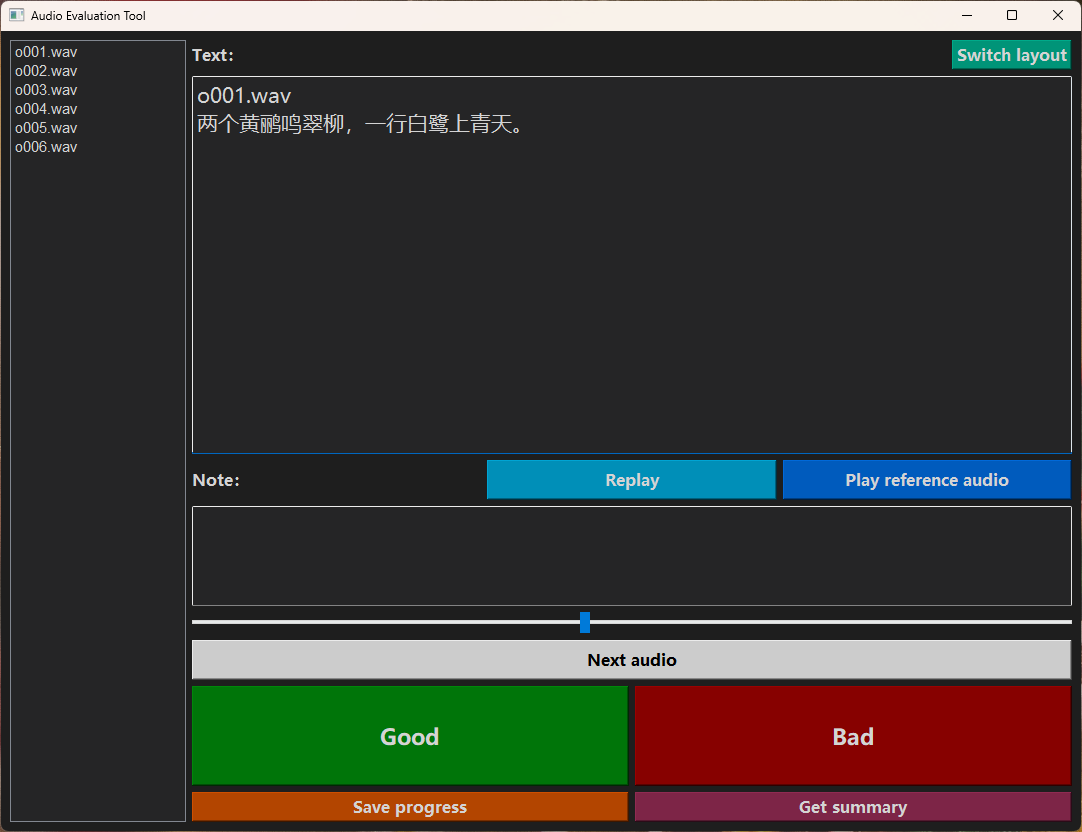 Audio Evaluation Tool
o001.wav
o002.wav
o003.wav
o004.wav
o005.wav
o006.wav
Text:
Switch layout
o001.wav
两个黄鹂鸣翠柳，一行白鹭上青天。
Note:
Replay
Play reference audio
Next audio
Good
Bad
Save progress
Get summary